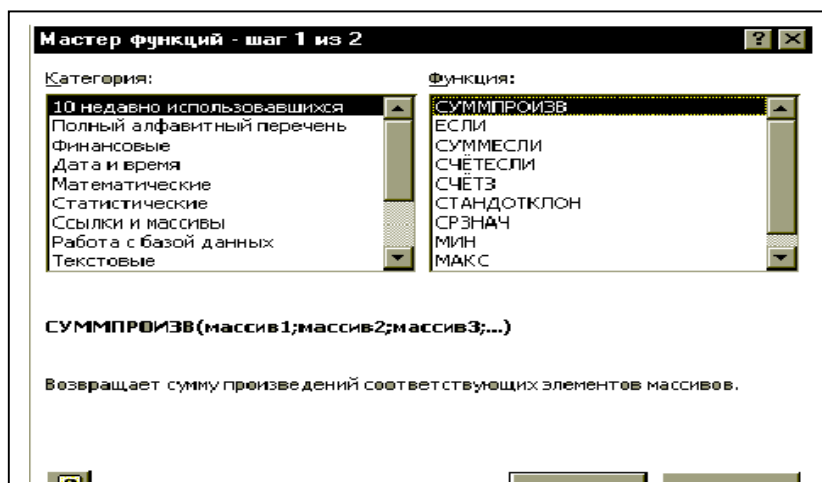 Мастер функций - шаг 1 из 2
Категория:
10 недавно использовавшихся
Полный алфавитный перечень
Финансовые
Дата и время
Математические
Статистические
Ссылки и массивы
Работа с базой данных
Текстовые
Функция:
СУММПРОИЗВ
ЕСЛИ
СУММЕСЛИ
СЧЁТЕСЛИ
СЧЁТЗ
СТАНДОТКЛОН
СРЗНАЧ
МИН
МАКС
СУММПРОИЗВ(массив1;массив2;массив3;...)
Возвращает сумму произведений соответствующих элементов массивов.